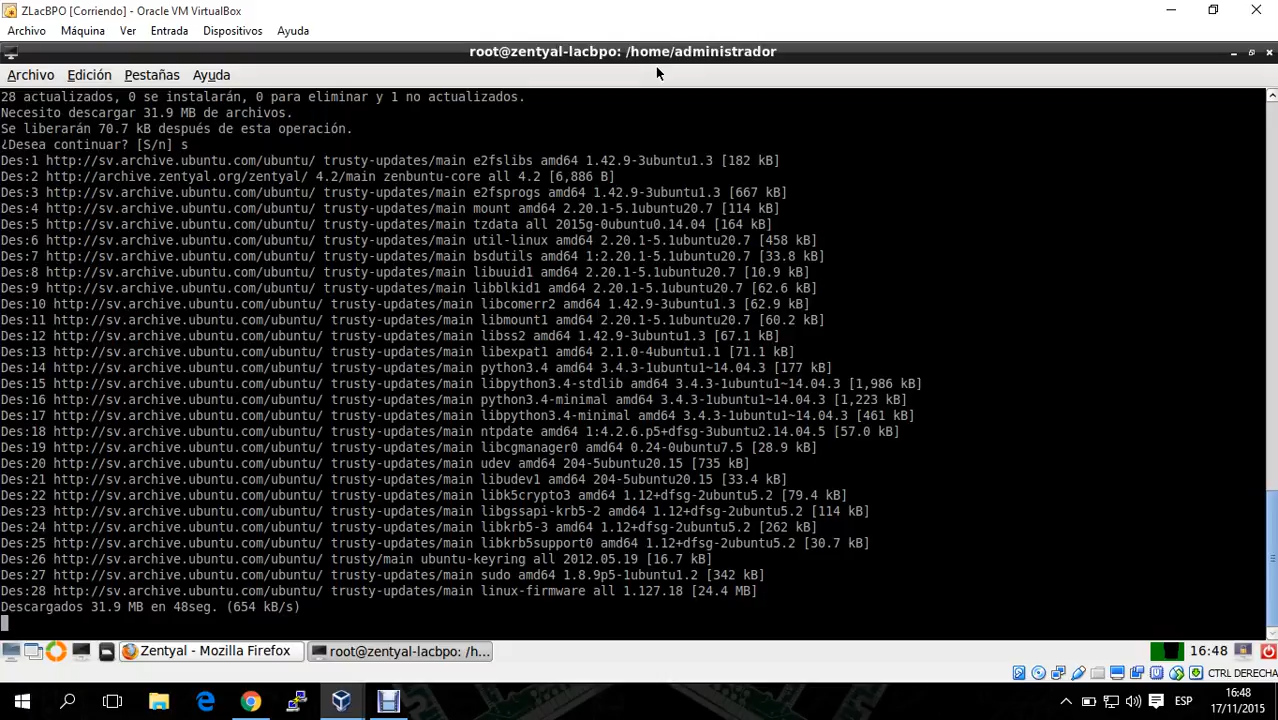 ZLacBPO [Corriendo] - Oracle VM VirtualBox
Archivo Máquina Ver Entrada Dispositivos Ayuda
root@zentyal-lacbpo: /home/administrador
Archivo Edición Pestañas Ayuda
28 actualizados, 0 se instalarán, 0 para eliminar y 1 no actualizados.
Necesito descargar 31.9 MB de archivos.
Se liberarán 70.7 kB después de esta operación.
¿Desea continuar? [S/n] s
Des:1 http://sv.archive.ubuntu.com/ubuntu/ trusty-updates/main e2fslibs amd64 1.42.9-3ubuntu1.3 [182 kB]
Des:2 http://archive.zentyal.org/zentyal/ 4.2/main zenbuntu-core all 4.2 [6,886 B]
Des:3 http://sv.archive.ubuntu.com/ubuntu/ trusty-updates/main e2fsprogs amd64 1.42.9-3ubuntu1.3 [667 kB]
Des:4 http://sv.archive.ubuntu.com/ubuntu/ trusty-updates/main mount amd64 2.20.1-5.1ubuntu20.7 [114 kB]
Des:5 http://sv.archive.ubuntu.com/ubuntu/ trusty-updates/main tzdata all 2015g-0ubuntu0.14.04 [164 kB]
Des:6 http://sv.archive.ubuntu.com/ubuntu/ trusty-updates/main util-linux amd64 2.20.1-5.1ubuntu20.7 [458 kB]
Des:7 http://sv.archive.ubuntu.com/ubuntu/ trusty-updates/main bsdutils amd64 1:2.20.1-5.1ubuntu20.7 [33.8 kB]
Des:8 http://sv.archive.ubuntu.com/ubuntu/ trusty-updates/main libuuid1 amd64 2.20.1-5.1ubuntu20.7 [10.9 kB]
Des:9 http://sv.archive.ubuntu.com/ubuntu/ trusty-updates/main libblkid1 amd64 2.20.1-5.1ubuntu20.7 [62.6 kB]
Des:10 http://sv.archive.ubuntu.com/ubuntu/ trusty-updates/main libcomerr2 amd64 1.42.9-3ubuntu1.3 [62.9 kB]
Des:11 http://sv.archive.ubuntu.com/ubuntu/ trusty-updates/main libmount1 amd64 2.20.1-5.1ubuntu20.7 [60.2 kB]
Des:12 http://sv.archive.ubuntu.com/ubuntu/ trusty-updates/main libss2 amd64 1.42.9-3ubuntu1.3 [67.1 kB]
Des:13 http://sv.archive.ubuntu.com/ubuntu/ trusty-updates/main libexpat1 amd64 2.1.0-4ubuntu1.1 [71.1 kB]
Des:14 http://sv.archive.ubuntu.com/ubuntu/ trusty-updates/main python3.4 amd64 3.4.3-1ubuntu1~14.04.3 [177 kB]
Des:15 http://sv.archive.ubuntu.com/ubuntu/ trusty-updates/main libpython3.4-stdlib amd64 3.4.3-1ubuntu1~14.04.3 [1,986 kB]
Des:16 http://sv.archive.ubuntu.com/ubuntu/ trusty-updates/main python3.4-minimal amd64 3.4.3-1ubuntu1~14.04.3 [1,223 kB]
Des:17 http://sv.archive.ubuntu.com/ubuntu/ trusty-updates/main libpython3.4-minimal amd64 3.4.3-1ubuntu1~14.04.3 [461 kB]
Des:18 http://sv.archive.ubuntu.com/ubuntu/ trusty-updates/main ntpdate amd64 1:4.2.6.p5+dfsg-3ubuntu2.14.04.5 [57.0 kB]
Des:19 http://sv.archive.ubuntu.com/ubuntu/ trusty-updates/main libcgmanager0 amd64 0.24-0ubuntu7.5 [28.9 kB]
Des:20 http://sv.archive.ubuntu.com/ubuntu/ trusty-updates/main udev amd64 204-5ubuntu20.15 [735 kB]
Des:21 http://sv.archive.ubuntu.com/ubuntu/ trusty-updates/main libudev1 amd64 204-5ubuntu20.15 [33.4 kB]
Des:22 http://sv.archive.ubuntu.com/ubuntu/ trusty-updates/main libk5crypto3 amd64 1.12+dfsg-2ubuntu5.2 [79.4 kB]
Des:23 http://sv.archive.ubuntu.com/ubuntu/ trusty-updates/main libgssapi-krb5-2 amd64 1.12+dfsg-2ubuntu5.2 [114 kB]
Des:24 http://sv.archive.ubuntu.com/ubuntu/ trusty-updates/main libkrb5-3 amd64 1.12+dfsg-2ubuntu5.2 [262 kB]
Des:25 http://sv.archive.ubuntu.com/ubuntu/ trusty-updates/main libkrb5support0 amd64 1.12+dfsg-2ubuntu5.2 [30.7 kB]
Des:26 http://sv.archive.ubuntu.com/ubuntu/ trusty/main ubuntu-keyring all 2012.05.19 [16.7 kB]
Des:27 http://sv.archive.ubuntu.com/ubuntu/ trusty-updates/main sudo amd64 1.8.9p5-1ubuntu1.2 [342 kB]
Des:28 http://sv.archive.ubuntu.com/ubuntu/ trusty-updates/main linux-firmware all 1.127.18 [24.4 MB]
Descargados 31.9 MB en 48seg. (654 kB/s)
Zentyal - Mozilla Firefox root@zentyal-lacbpo: /h... 16:48
CTRL DERECHA
ESP 16:48
17/11/2015